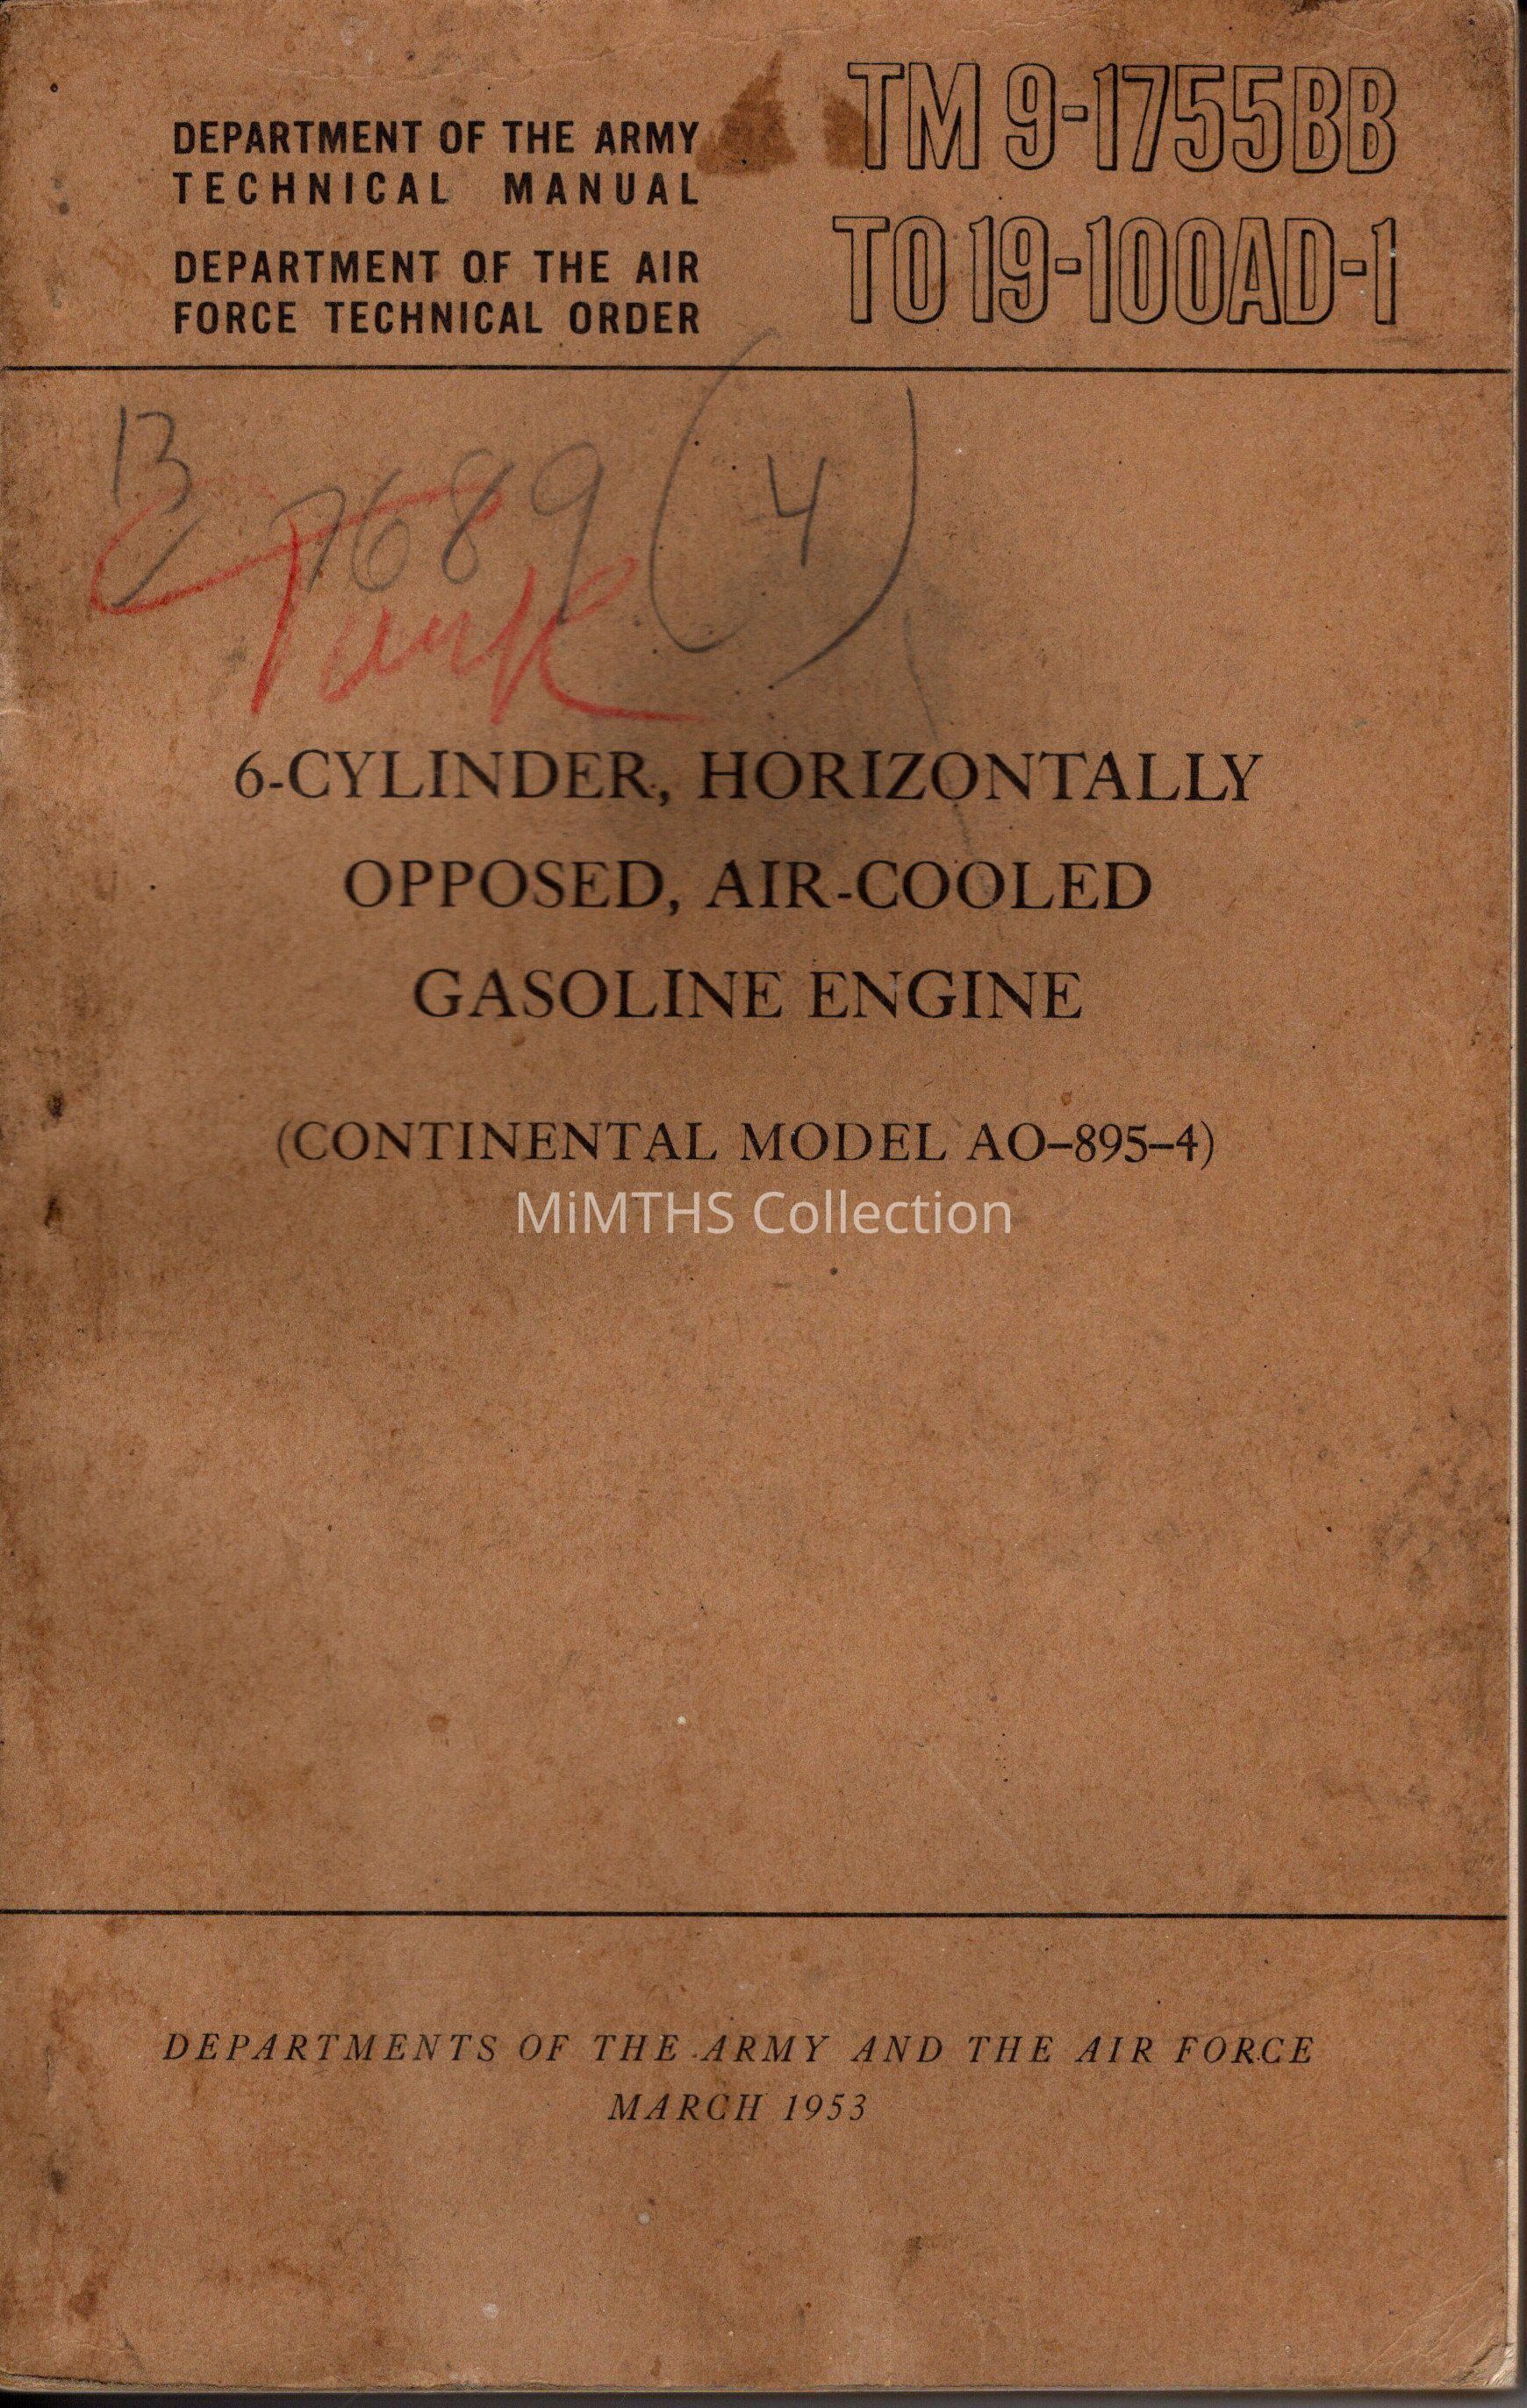 DEPARTMENT OF THE ARMY
TECHNICAL MANUAL
DEPARTMENT OF THE AIR
FORCE TECHNICAL ORDER
TM 9-1755BB
TO 19-100AD-1
13
7689 (4)
Tank
6-CYLINDER, HORIZONTALLY
OPPOSED, AIR-COOLED
GASOLINE ENGINE
(CONTINENTAL MODEL AO–895–4)
MiMTHS Collection
DEPARTMENTS OF THE ARMY AND THE AIR FORCE
MARCH 1953